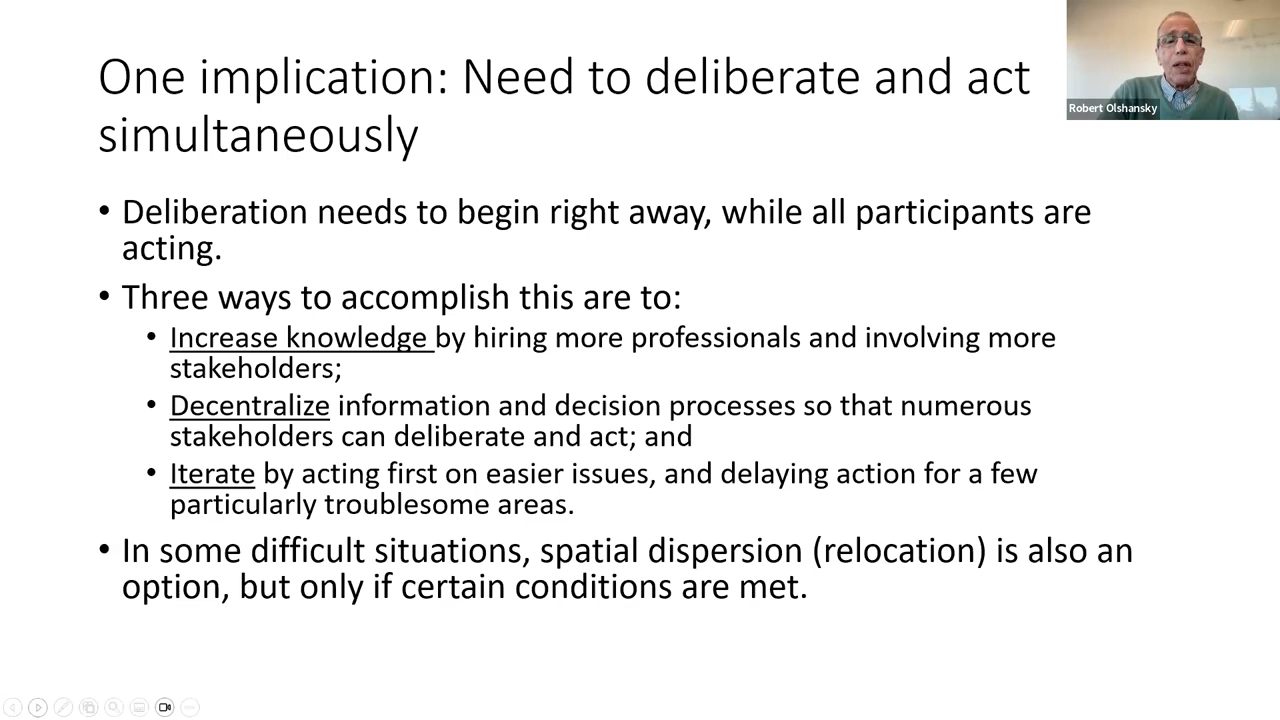 One implication: Need to deliberate and act
simultaneously
Robert Olshansky
• Deliberation needs to begin right away, while all participants are
acting.
• Three ways to accomplish this are to:
• Increase knowledge by hiring more professionals and involving more
stakeholders;
• Decentralize information and decision processes so that numerous
stakeholders can deliberate and act; and
• Iterate by acting first on easier issues, and delaying action for a few
particularly troublesome areas.
• In some difficult situations, spatial dispersion (relocation) is also an
option, but only if certain conditions are met.